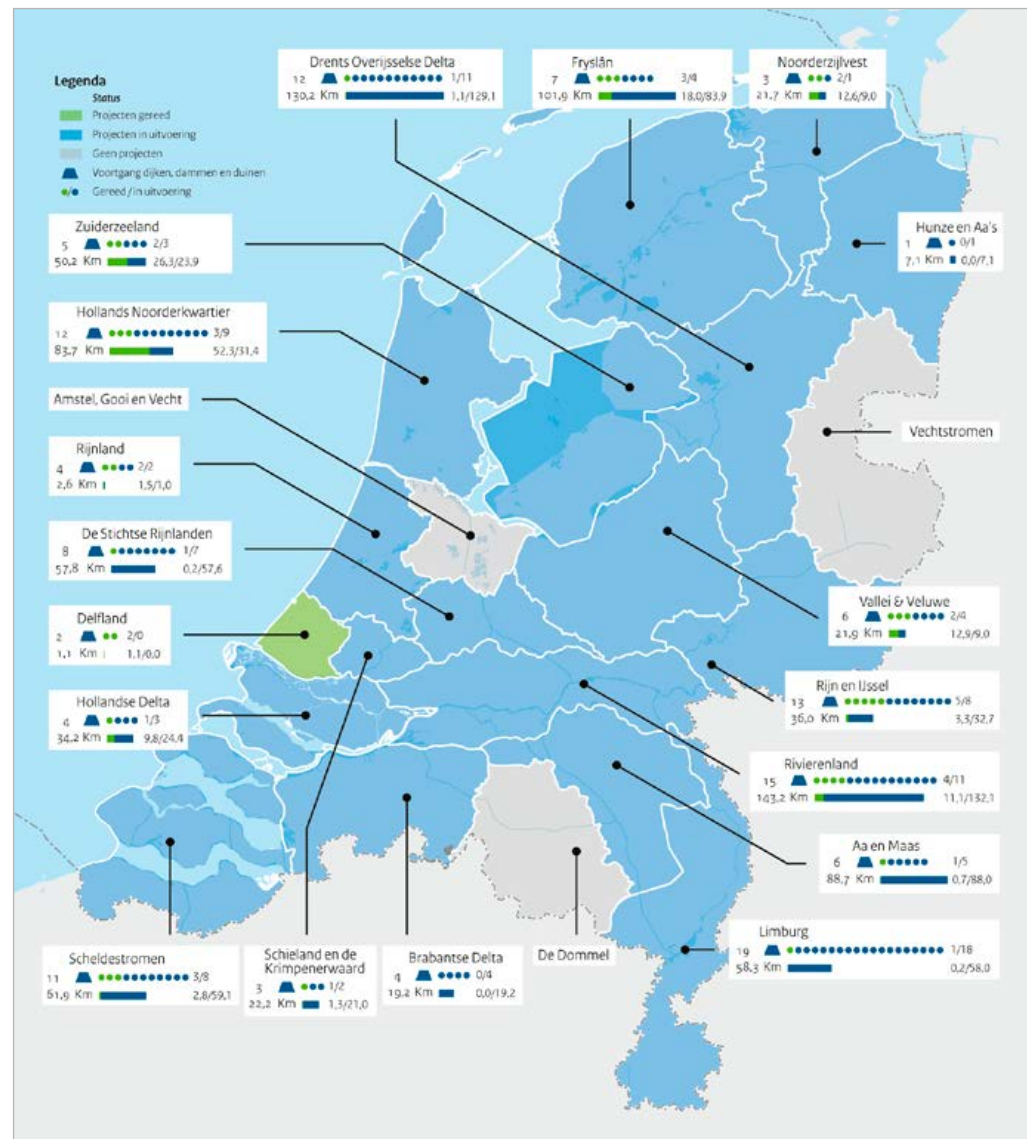 Legenda
Status
Projecten gereed
Projecten in uitvoering
Geen projecten
Voortgang dijken, dammen en duinen
Gereed / in uitvoering
Drents Overijsselse Delta
12 1/11
130,2 Km 1,1/129,1
Fryslân
7 3/4
101,9 Km 18,0/83,9
Noorderzijlvest
3 2/1
21,7 Km 12,6/9,0
Zuiderzeeland
5 2/3
50,2 Km 26,3/23,9
Hunze en Aa's
1 0/1
7,1 Km 0,0/7,1
Hollands Noorderkwartier
12 3/9
83,7 Km 52,3/31,4
Amstel, Gooi en Vecht
Vechtstromen
Rijnland
4 2/2
2,6 Km 1,5/1,0
De Stichtse Rijnlanden
8 1/7
57,8 Km 0,2/57,6
Delfland
2 2/0
1,1 Km 1,1/0,0
Vallei & Veluwe
6 2/4
21,9 Km 12,9/9,0
Hollandse Delta
4 1/3
34,2 Km 9,8/24,4
Rijn en IJssel
13 5/8
36,0 Km 3,3/32,7
Rivierenland
15 4/11
143,2 Km 11,1/132,1
Aa en Maas
6 1/5
88,7 Km 0,7/88,0
Scheldestromen
11 3/8
61,9 Km 2,8/59,1
Schieland en de
Krimpenerwaard
3 1/2
22,2 Km 1,3/21,0
Brabantse Delta
4 0/4
19,2 Km 0,0/19,2
De Dommel
Limburg
19 1/18
58,3 Km 0,2/58,0